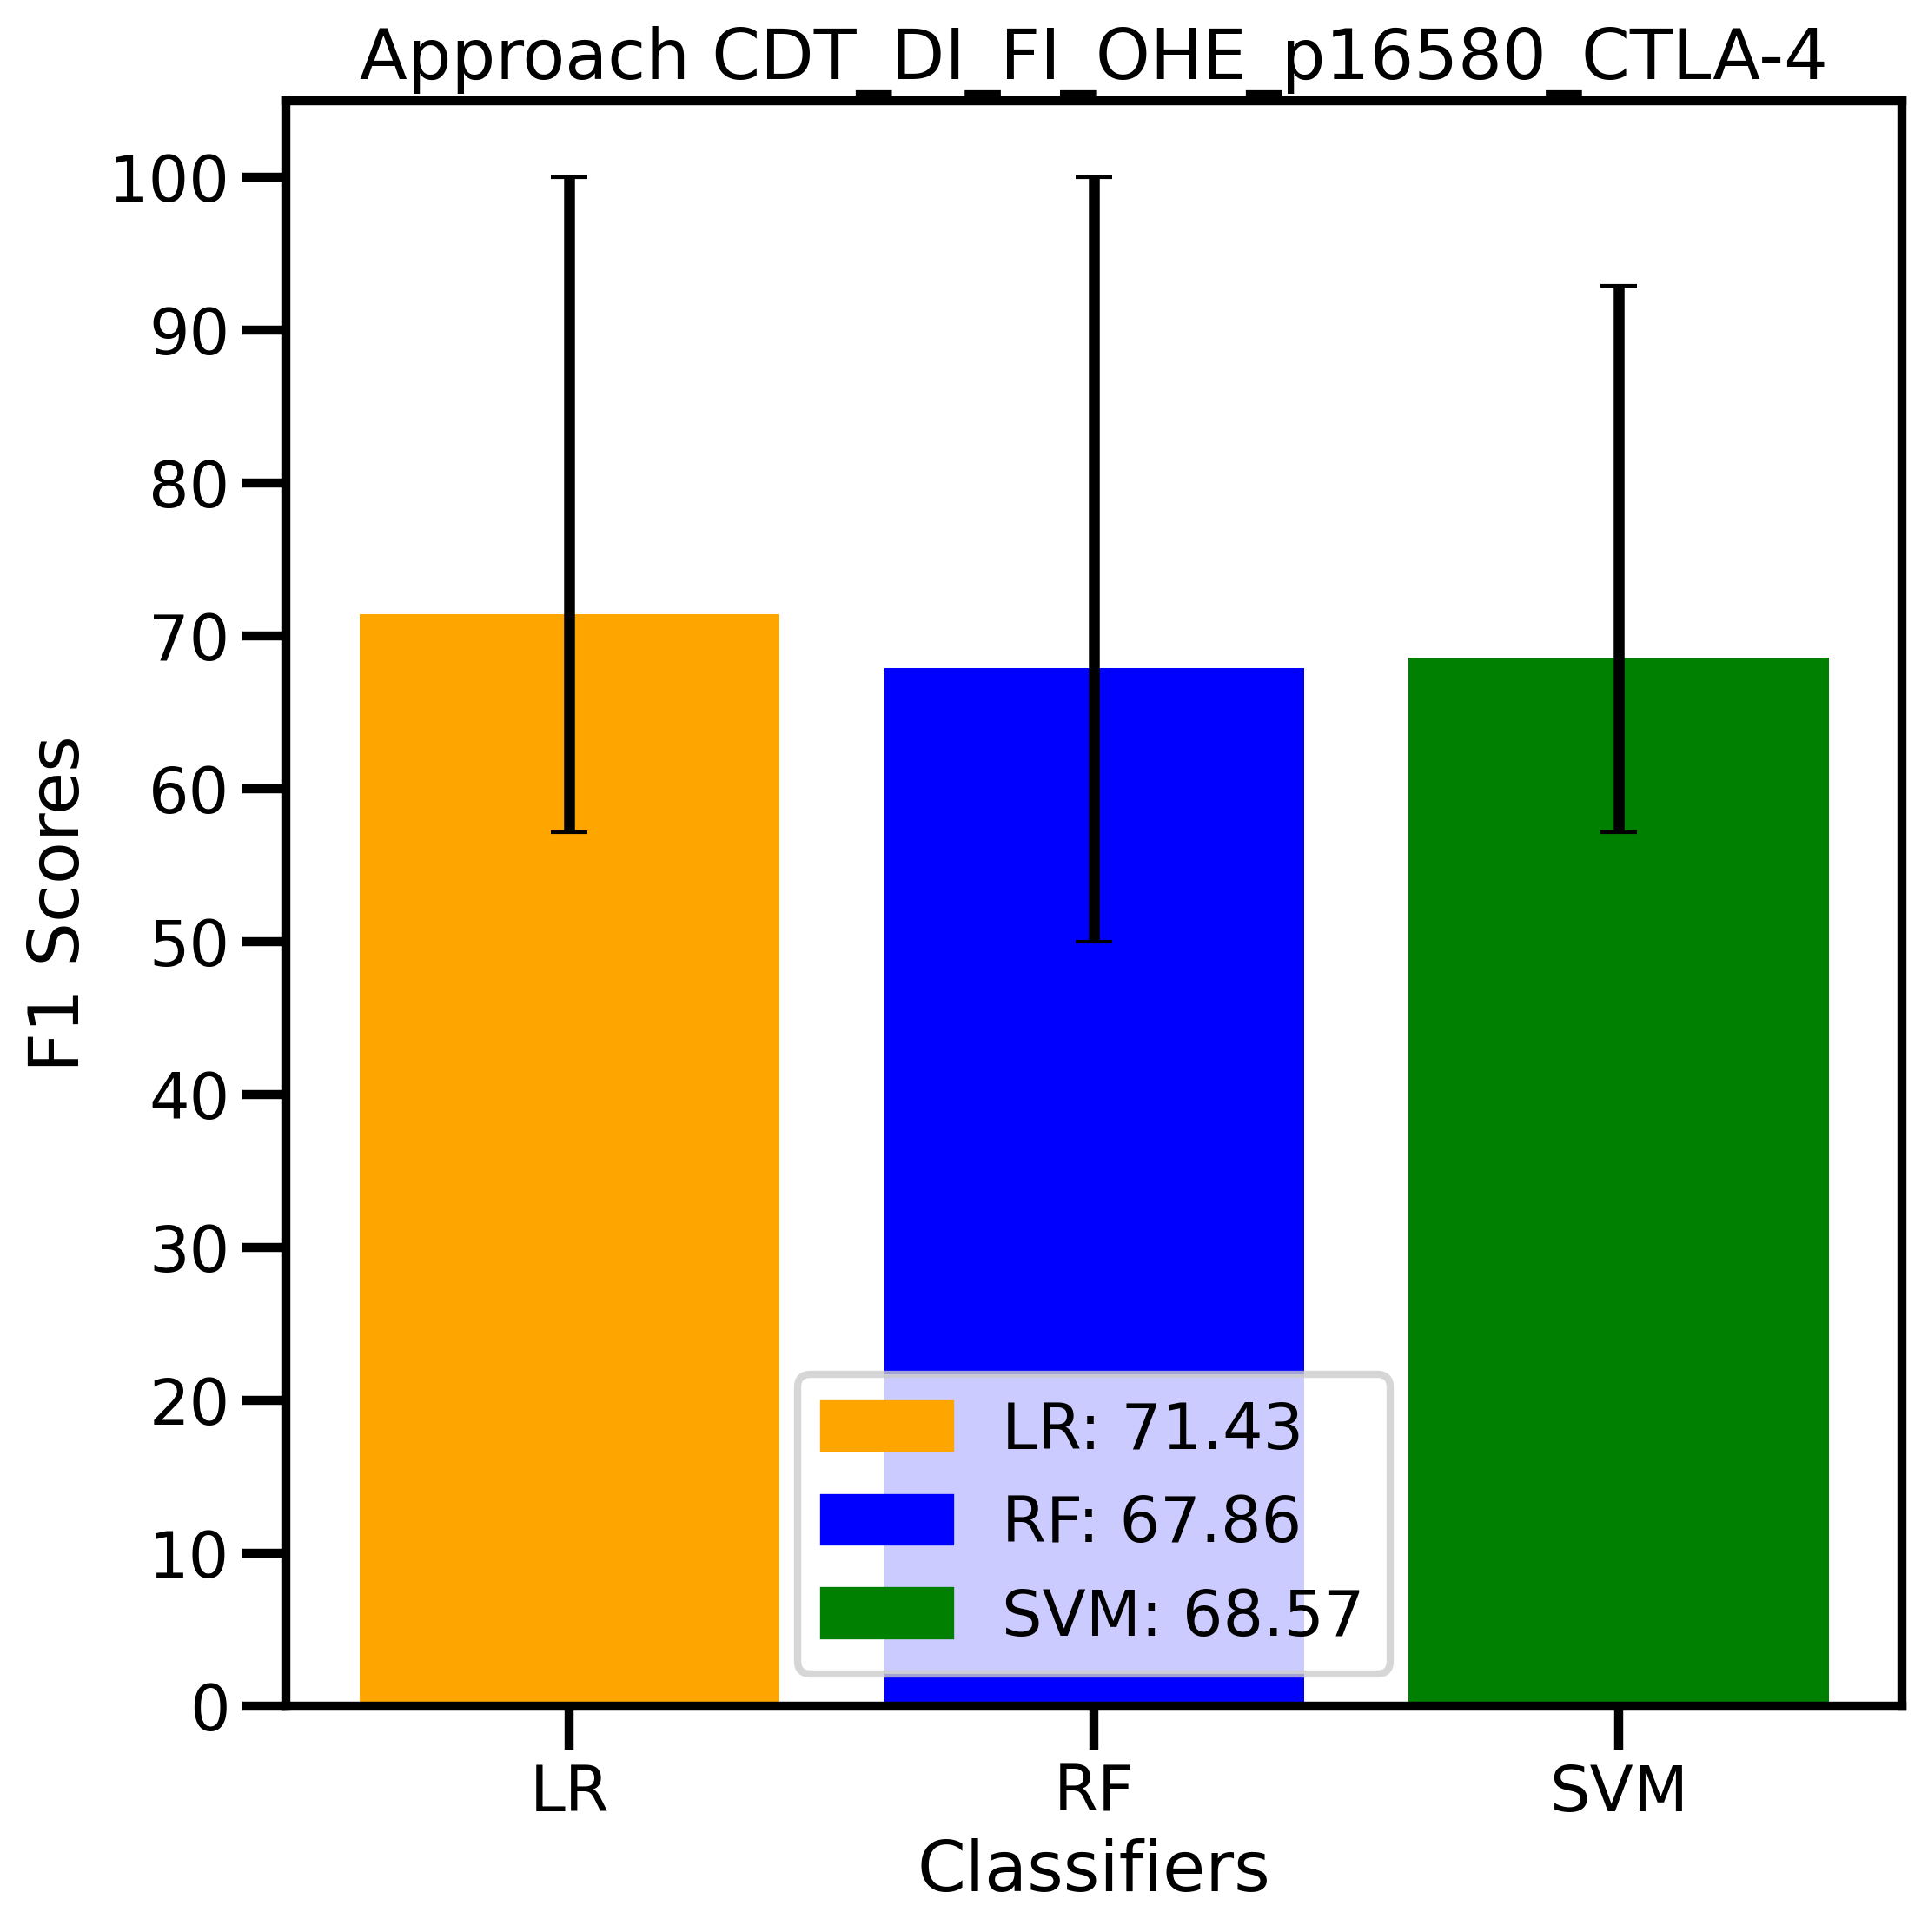 Approach CDT_DI_FI_OHE_p16580_CTLA-4
100
90
80
70
60
50
40
30
20
10
0
F1 Scores
LR: 71.43
RF: 67.86
SVM: 68.57
LR RF SVM
Classifiers